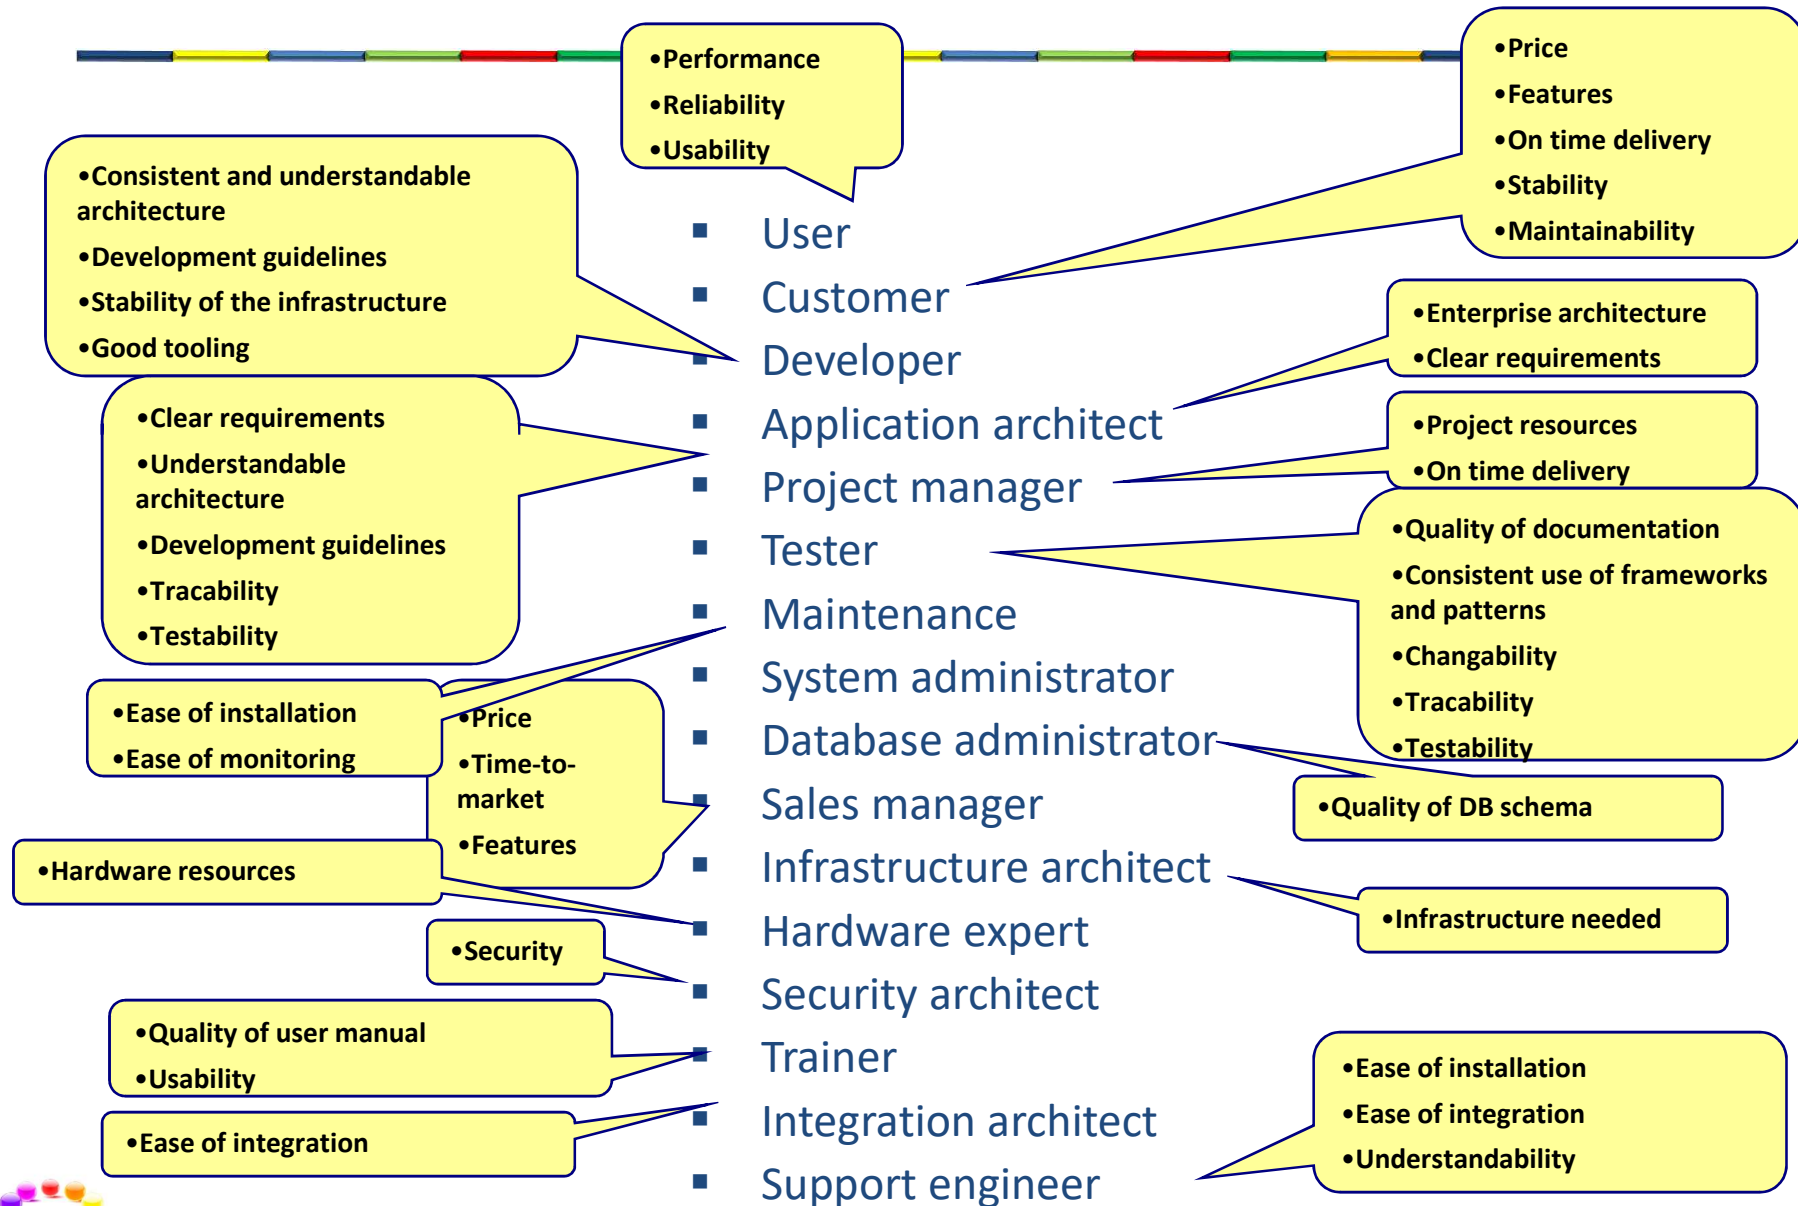 •Performance
•Reliability
•Usability
•Price
•Features
•On time delivery
•Stability
•Maintainability
•Consistent and understandable
architecture
•Development guidelines
•Stability of the infrastructure
•Good tooling
▪ User
▪ Customer
▪ Developer
▪ Application architect
▪ Project manager
▪ Tester
▪ Maintenance
▪ System administrator
▪ Database administrator
▪ Sales manager
▪ Infrastructure architect
▪ Hardware expert
▪ Security architect
▪ Trainer
▪ Integration architect
▪ Support engineer
•Enterprise architecture
•Clear requirements
•Project resources
•On time delivery
•Clear requirements
•Understandable
architecture
•Development guidelines
•Tracability
•Testability
•Quality of documentation
•Consistent use of frameworks
and patterns
•Changability
•Tracability
•Testability
•Ease of installation
•Ease of monitoring
•Price
•Time-to-
market
•Features
•Quality of DB schema
•Hardware resources
•Infrastructure needed
•Security
•Quality of user manual
•Usability
•Ease of integration
•Ease of installation
•Ease of integration
•Understandability